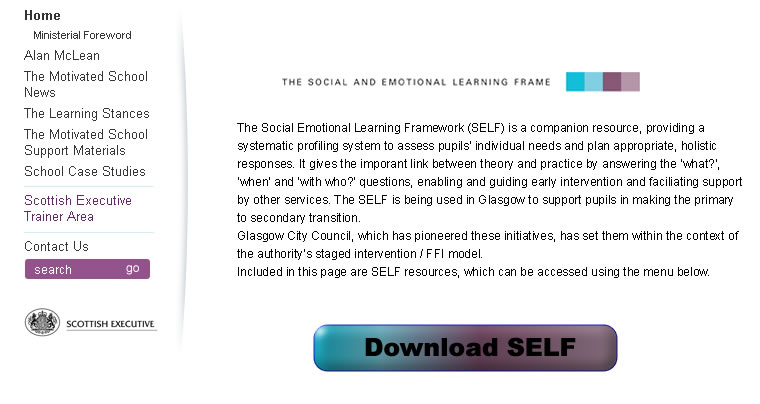 Home
Ministerial Foreword
Alan McLean
The Motivated School
News
The Learning Stances
The Motivated School
Support Materials
School Case Studies
Scottish Executive
Trainer Area
Contact Us
search go
SCOTTISH EXECUTIVE
THE SOCIAL AND EMOTIONAL LEARNING FRAME
The Social Emotional Learning Framework (SELF) is a companion resource, providing a
systematic profiling system to assess pupils' individual needs and plan appropriate, holistic
responses. It gives the imporant link between theory and practice by answering the 'what?',
'when' and 'with who?' questions, enabling and guiding early intervention and faciliating support
by other services. The SELF is being used in Glasgow to support pupils in making the primary
to secondary transition.
Glasgow City Council, which has pioneered these initiatives, has set them within the context of
the authority's staged intervention / FFI model.
Included in this page are SELF resources, which can be accessed using the menu below.
Download SELF